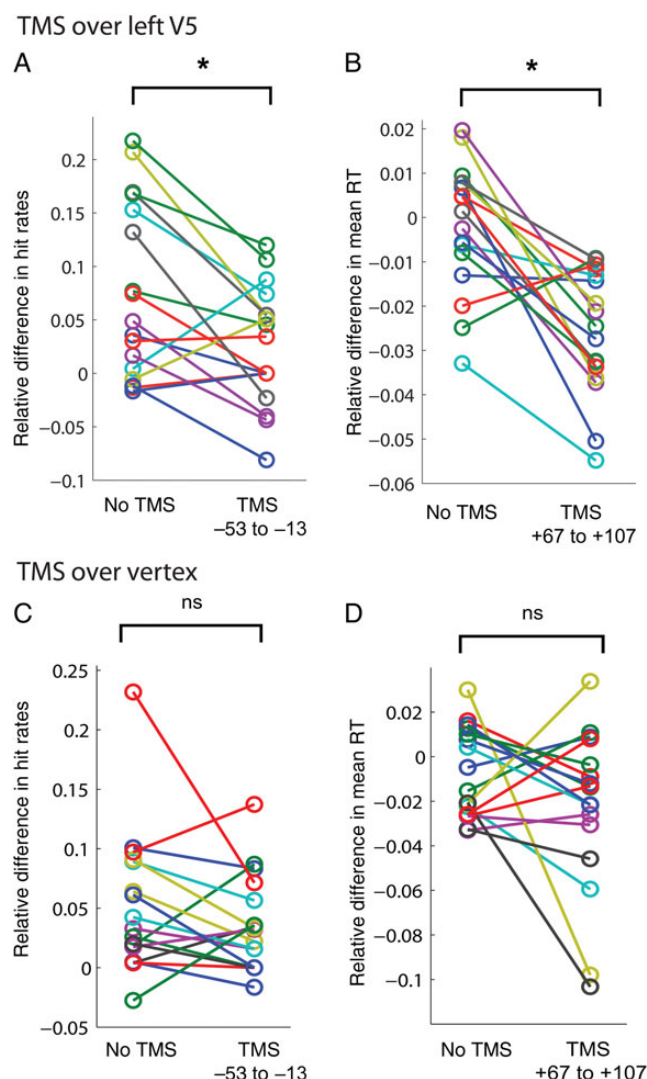 TMS over left V5
A
*
Relative difference in hit rates
0.2
0.15
0.1
0.05
0
−0.05
−0.1
No TMS
TMS
−53 to −13
B
*
Relative difference in mean RT
0.02
0.01
0
−0.01
−0.02
−0.03
−0.04
−0.05
−0.06
No TMS
TMS
+67 to +107
TMS over vertex
C
ns
Relative difference in hit rates
0.25
0.2
0.15
0.1
0.05
0
−0.05
No TMS
TMS
−53 to −13
D
ns
Relative difference in mean RT
0.02
0
−0.02
−0.04
−0.06
−0.08
−0.1
No TMS
TMS
+67 to +107